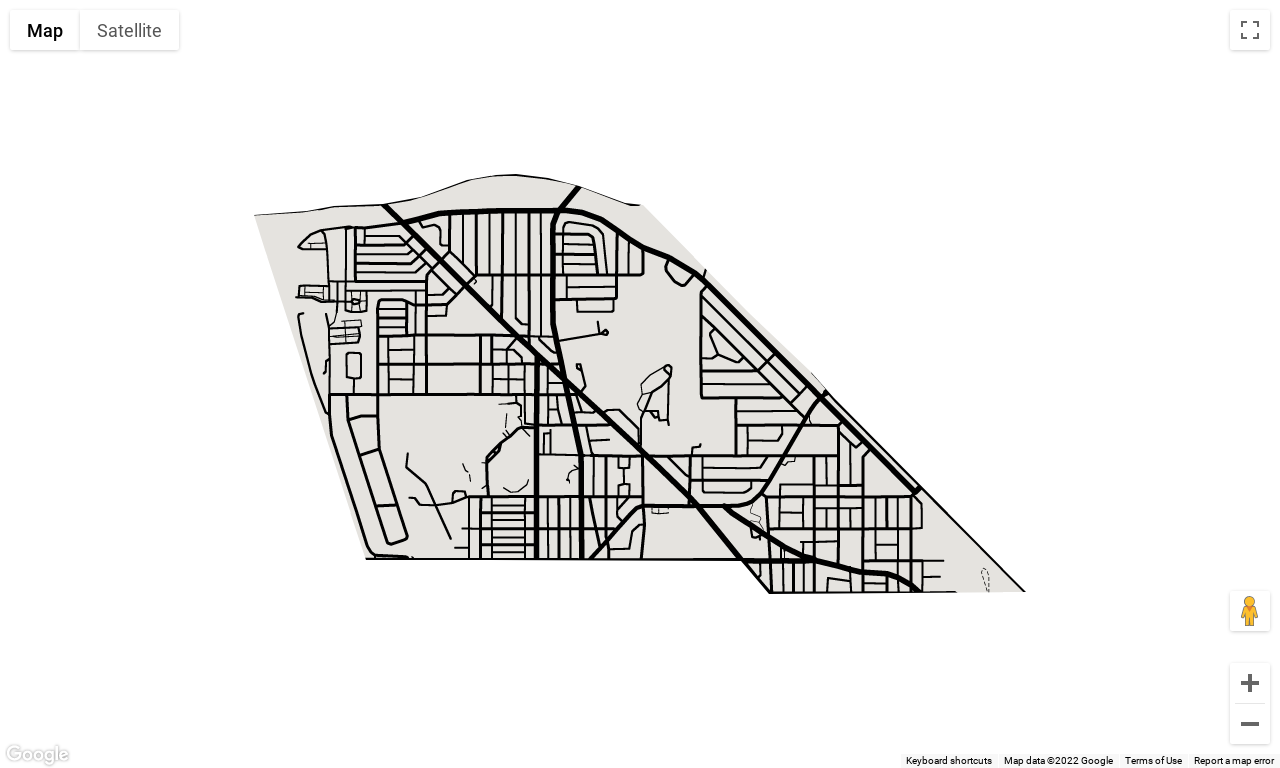 Map Satellite
Google
Keyboard shortcuts Map data ©2022 Google Terms of Use Report a map error